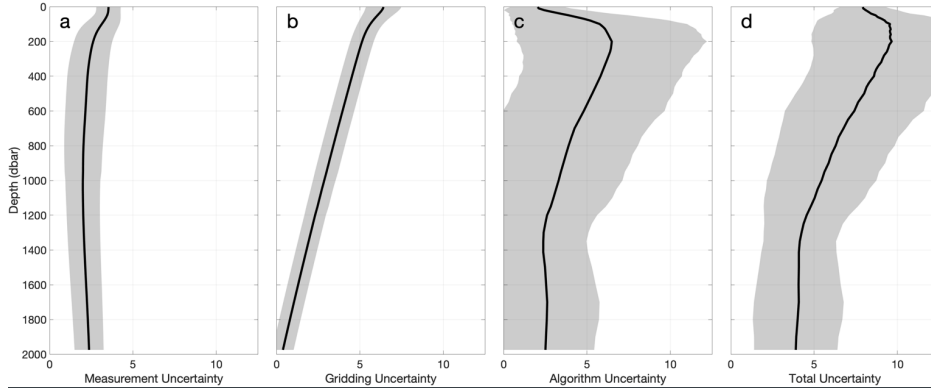 a
b
c
d
0
200
400
600
800
1000
1200
1400
1600
1800
2000
Depth (dbar)
0 5 10
0 5 10
0 5 10
0 5 10
Measurement Uncertainty
Gridding Uncertainty
Algorithm Uncertainty
Total Uncertainty